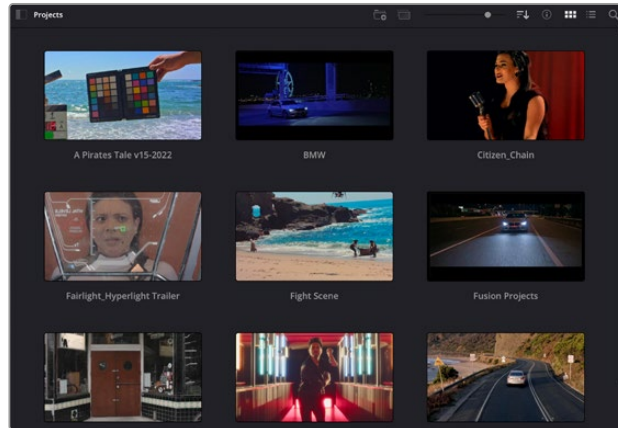 Projects
A Pirates Tale v15-2022
BMW
Citizen_Chain
Fairlight_Hyperlight Trailer
Fight Scene
Fusion Projects